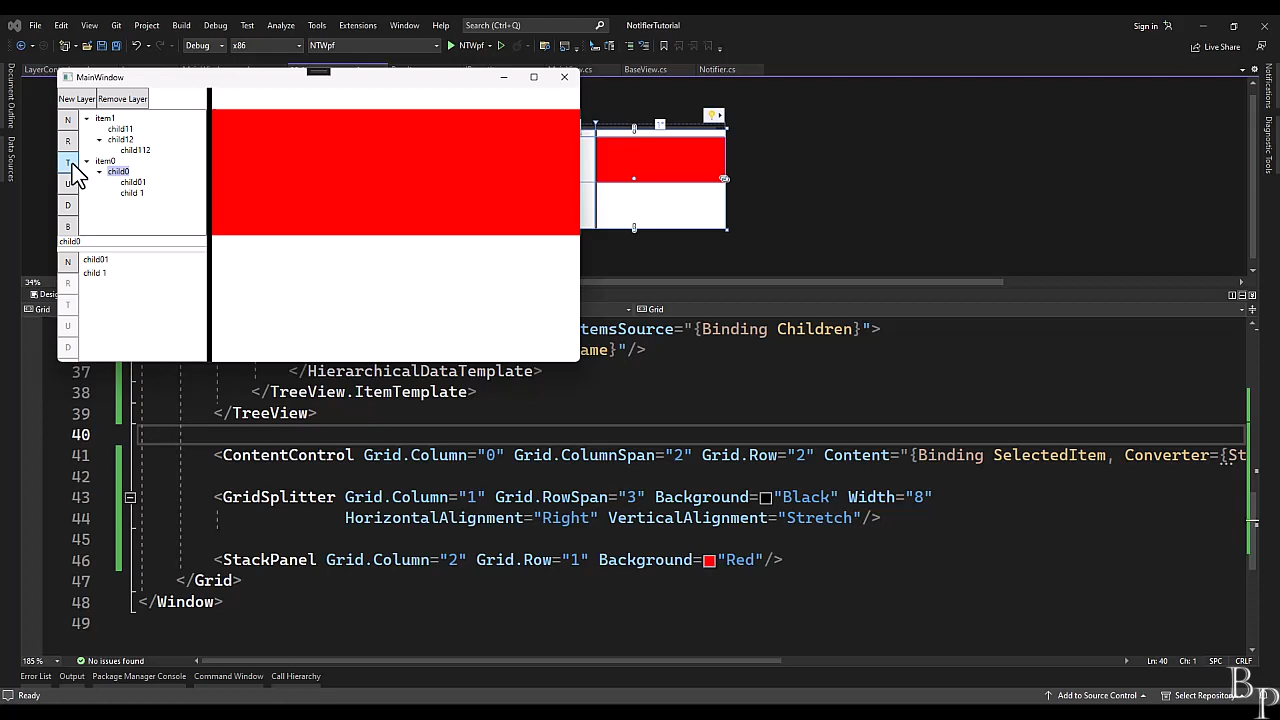 File Edit View Git Project Build Debug Test Analyze Tools Extensions Window Help Search (Ctrl+Q) NotifierTutorial Sign in
Debug x86 NTWpf NTWpf Live Share
BaseView.cs Notifier.cs
Document Outline
Data Sources
MainWindow
New Layer Remove Layer
N
R
T
U
D
B
item1
child11
child12
child112
item0
child0
child01
child 1
child0
N
R
T
U
D
child01
child 1
34%
Grid
Grid
temsSource="{Binding Children}">
ame}"/>
37 </HierarchicalDataTemplate>
38 </TreeView.ItemTemplate>
39 </TreeView>
40
41 <ContentControl Grid.Column="0" Grid.ColumnSpan="2" Grid.Row="2" Content="{Binding SelectedItem, Converter={St
42
43 <GridSplitter Grid.Column="1" Grid.RowSpan="3" Background="Black" Width="8"
44 HorizontalAlignment="Right" VerticalAlignment="Stretch"/>
45
46 <StackPanel Grid.Column="2" Grid.Row="1" Background="Red"/>
47 </Grid>
48 </Window>
49
185 % No issues found Ln: 40 Ch: 1 SPC CRLF
Error List Output Package Manager Console Command Window Call Hierarchy
Ready Add to Source Control Select Repository
B
P